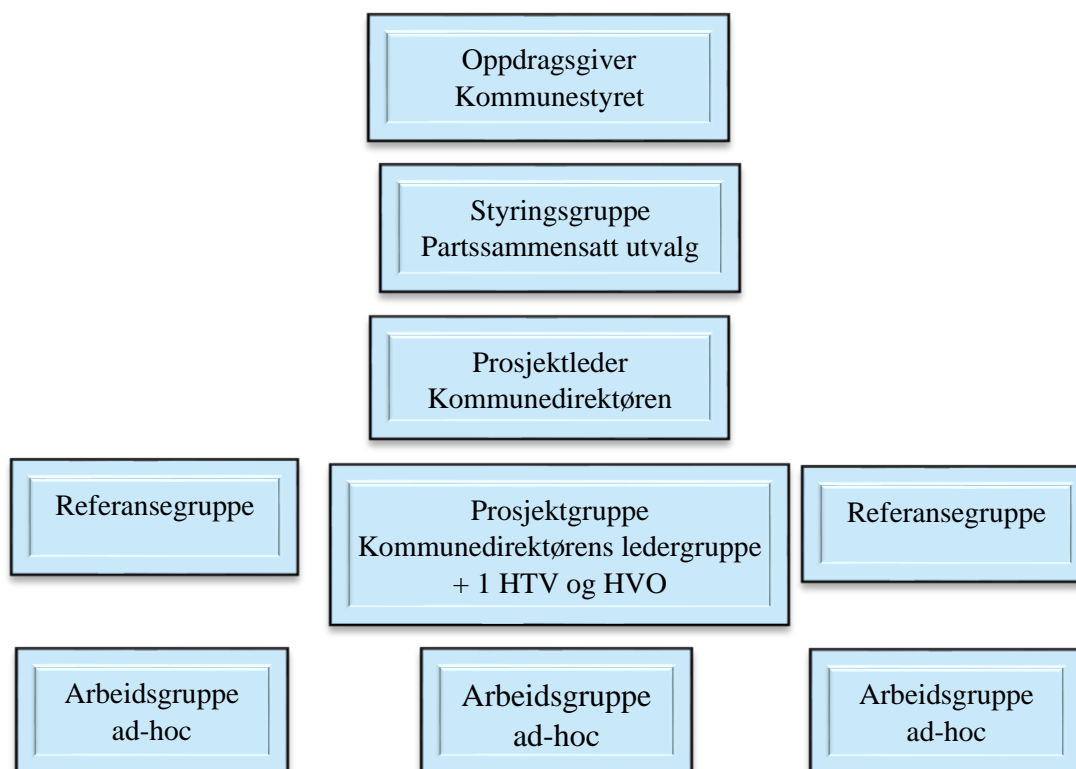 Oppdragsgiver
Kommunestyret
Styringsgruppe
Partssammensatt utvalg
Prosjektleder
Kommunedirektøren
Referansegruppe
Prosjektgruppe
Kommunedirektørens ledergruppe
+ 1 HTV og HVO
Referansegruppe
Arbeidsgruppe
ad-hoc
Arbeidsgruppe
ad-hoc
Arbeidsgruppe
ad-hoc